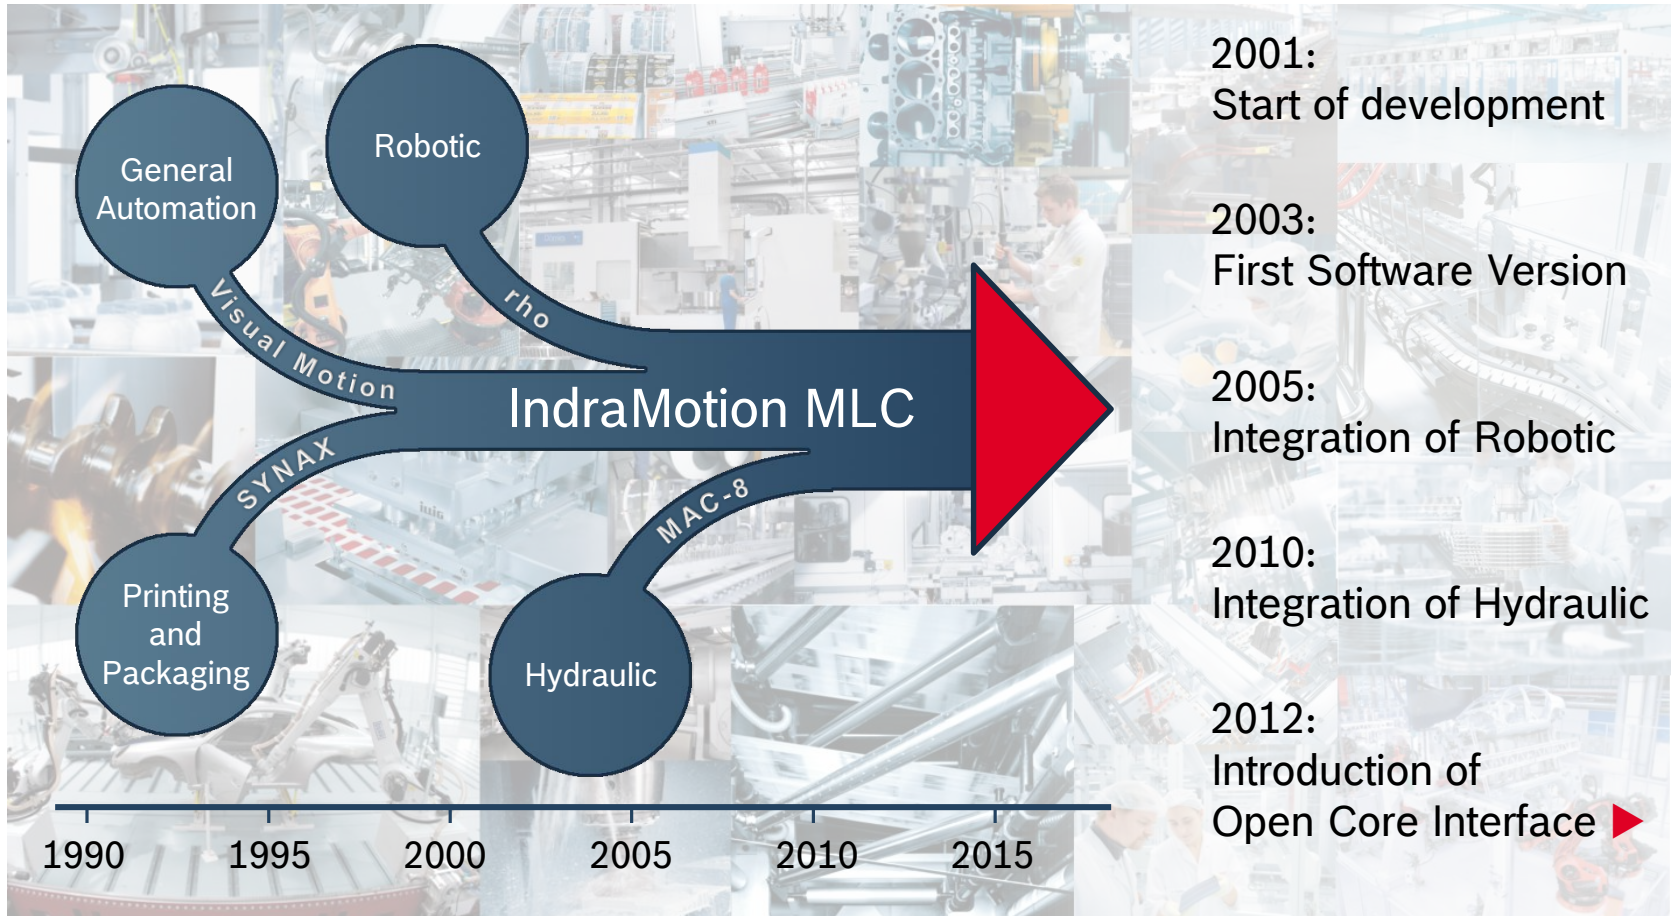 General
Automation
Robotic
Visual Motion
rho
IndraMotion MLC
SYNAX
MAC-8
Printing
and
Packaging
Hydraulic
1990
1995
2000
2005
2010
2015
2001:
Start of development
2003:
First Software Version
2005:
Integration of Robotic
2010:
Integration of Hydraulic
2012:
Introduction of
Open Core Interface